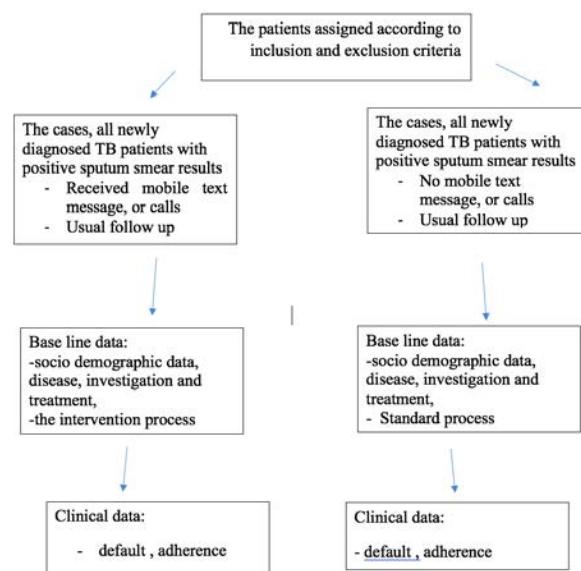 The patients assigned according to
inclusion and exclusion criteria
The cases, all newly
diagnosed TB patients with
positive sputum smear results
- Received mobile text
message, or calls
- Usual follow up
The cases, all newly
diagnosed TB patients with
positive sputum smear results
- No mobile text
message, or calls
- Usual follow up
Base line data:
-socio demographic data,
disease, investigation and
treatment,
-the intervention process
Base line data:
-socio demographic data,
disease, investigation and
treatment,
- Standard process
Clinical data:
- default , adherence
Clinical data:
- default , adherence